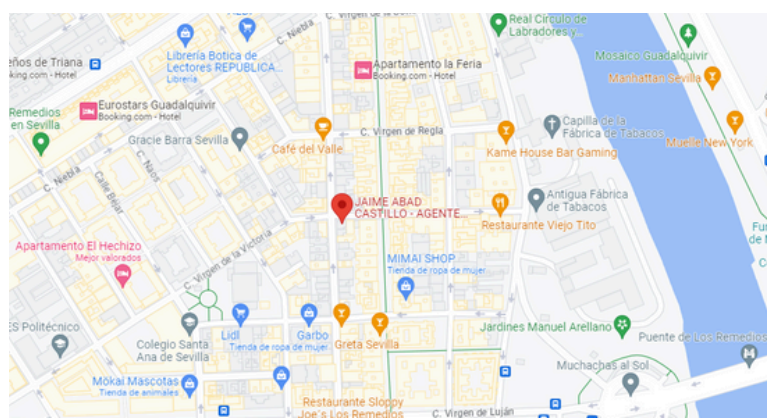 Real Círculo de
Labradores y...
C. Niebla
Librería Botica de
Lectores REPÚBLICA...
Librería
Apartamento la Feria
Booking.com - Hotel
Mosaico Guadalquivir
Manhattan Sevilla
eños de Triana
king.com - Hotel
Eurostars Guadalquivir
Booking.com - Hotel
Remedios
en Sevilla
Gracie Barra Sevilla
Café del Valle
C. Virgen de Regla
Capilla de la
Fábrica de Tabacos
Kame House Bar Gaming
Muelle New York
C. Niebla
Calle Béjar
C. Naos
JAIME ABAD
CASTILLO - AGENTE...
Antigua Fábrica
de Tabacos
Restaurante Viejo Tito
Apartamento El Hechizo
Mejor valorados
C. Virgen de la Victoria
MIMAI SHOP
Tienda de ropa de mujer
ES Politécnico
Lidl
Garbo
Tienda de ropa de mujer
Colegio Santa
Ana de Sevilla
Greta Sevilla
Jardines Manuel Arellano
Puente de Los Remedios
Muchachas al Sol
Mökai Mascotas
Tienda de animales
Restaurante Sloppy
Joe's Los Remedios
C. Virgen de Luján